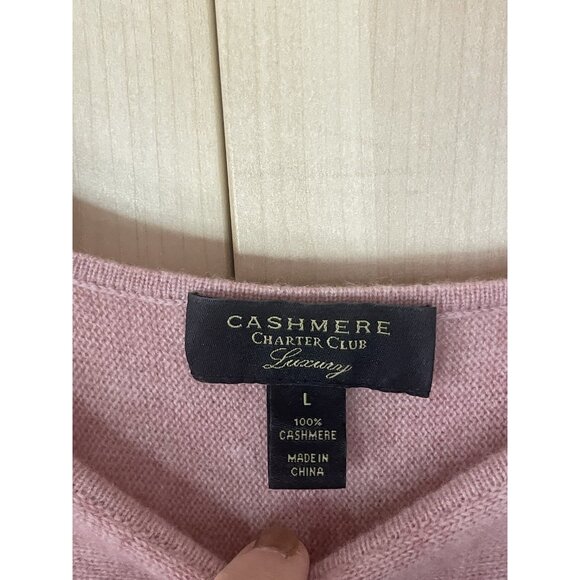 CASHMERE
CHARTER CLUB
Luxury
L
100%
CASHMERE
MADE IN
CHINA